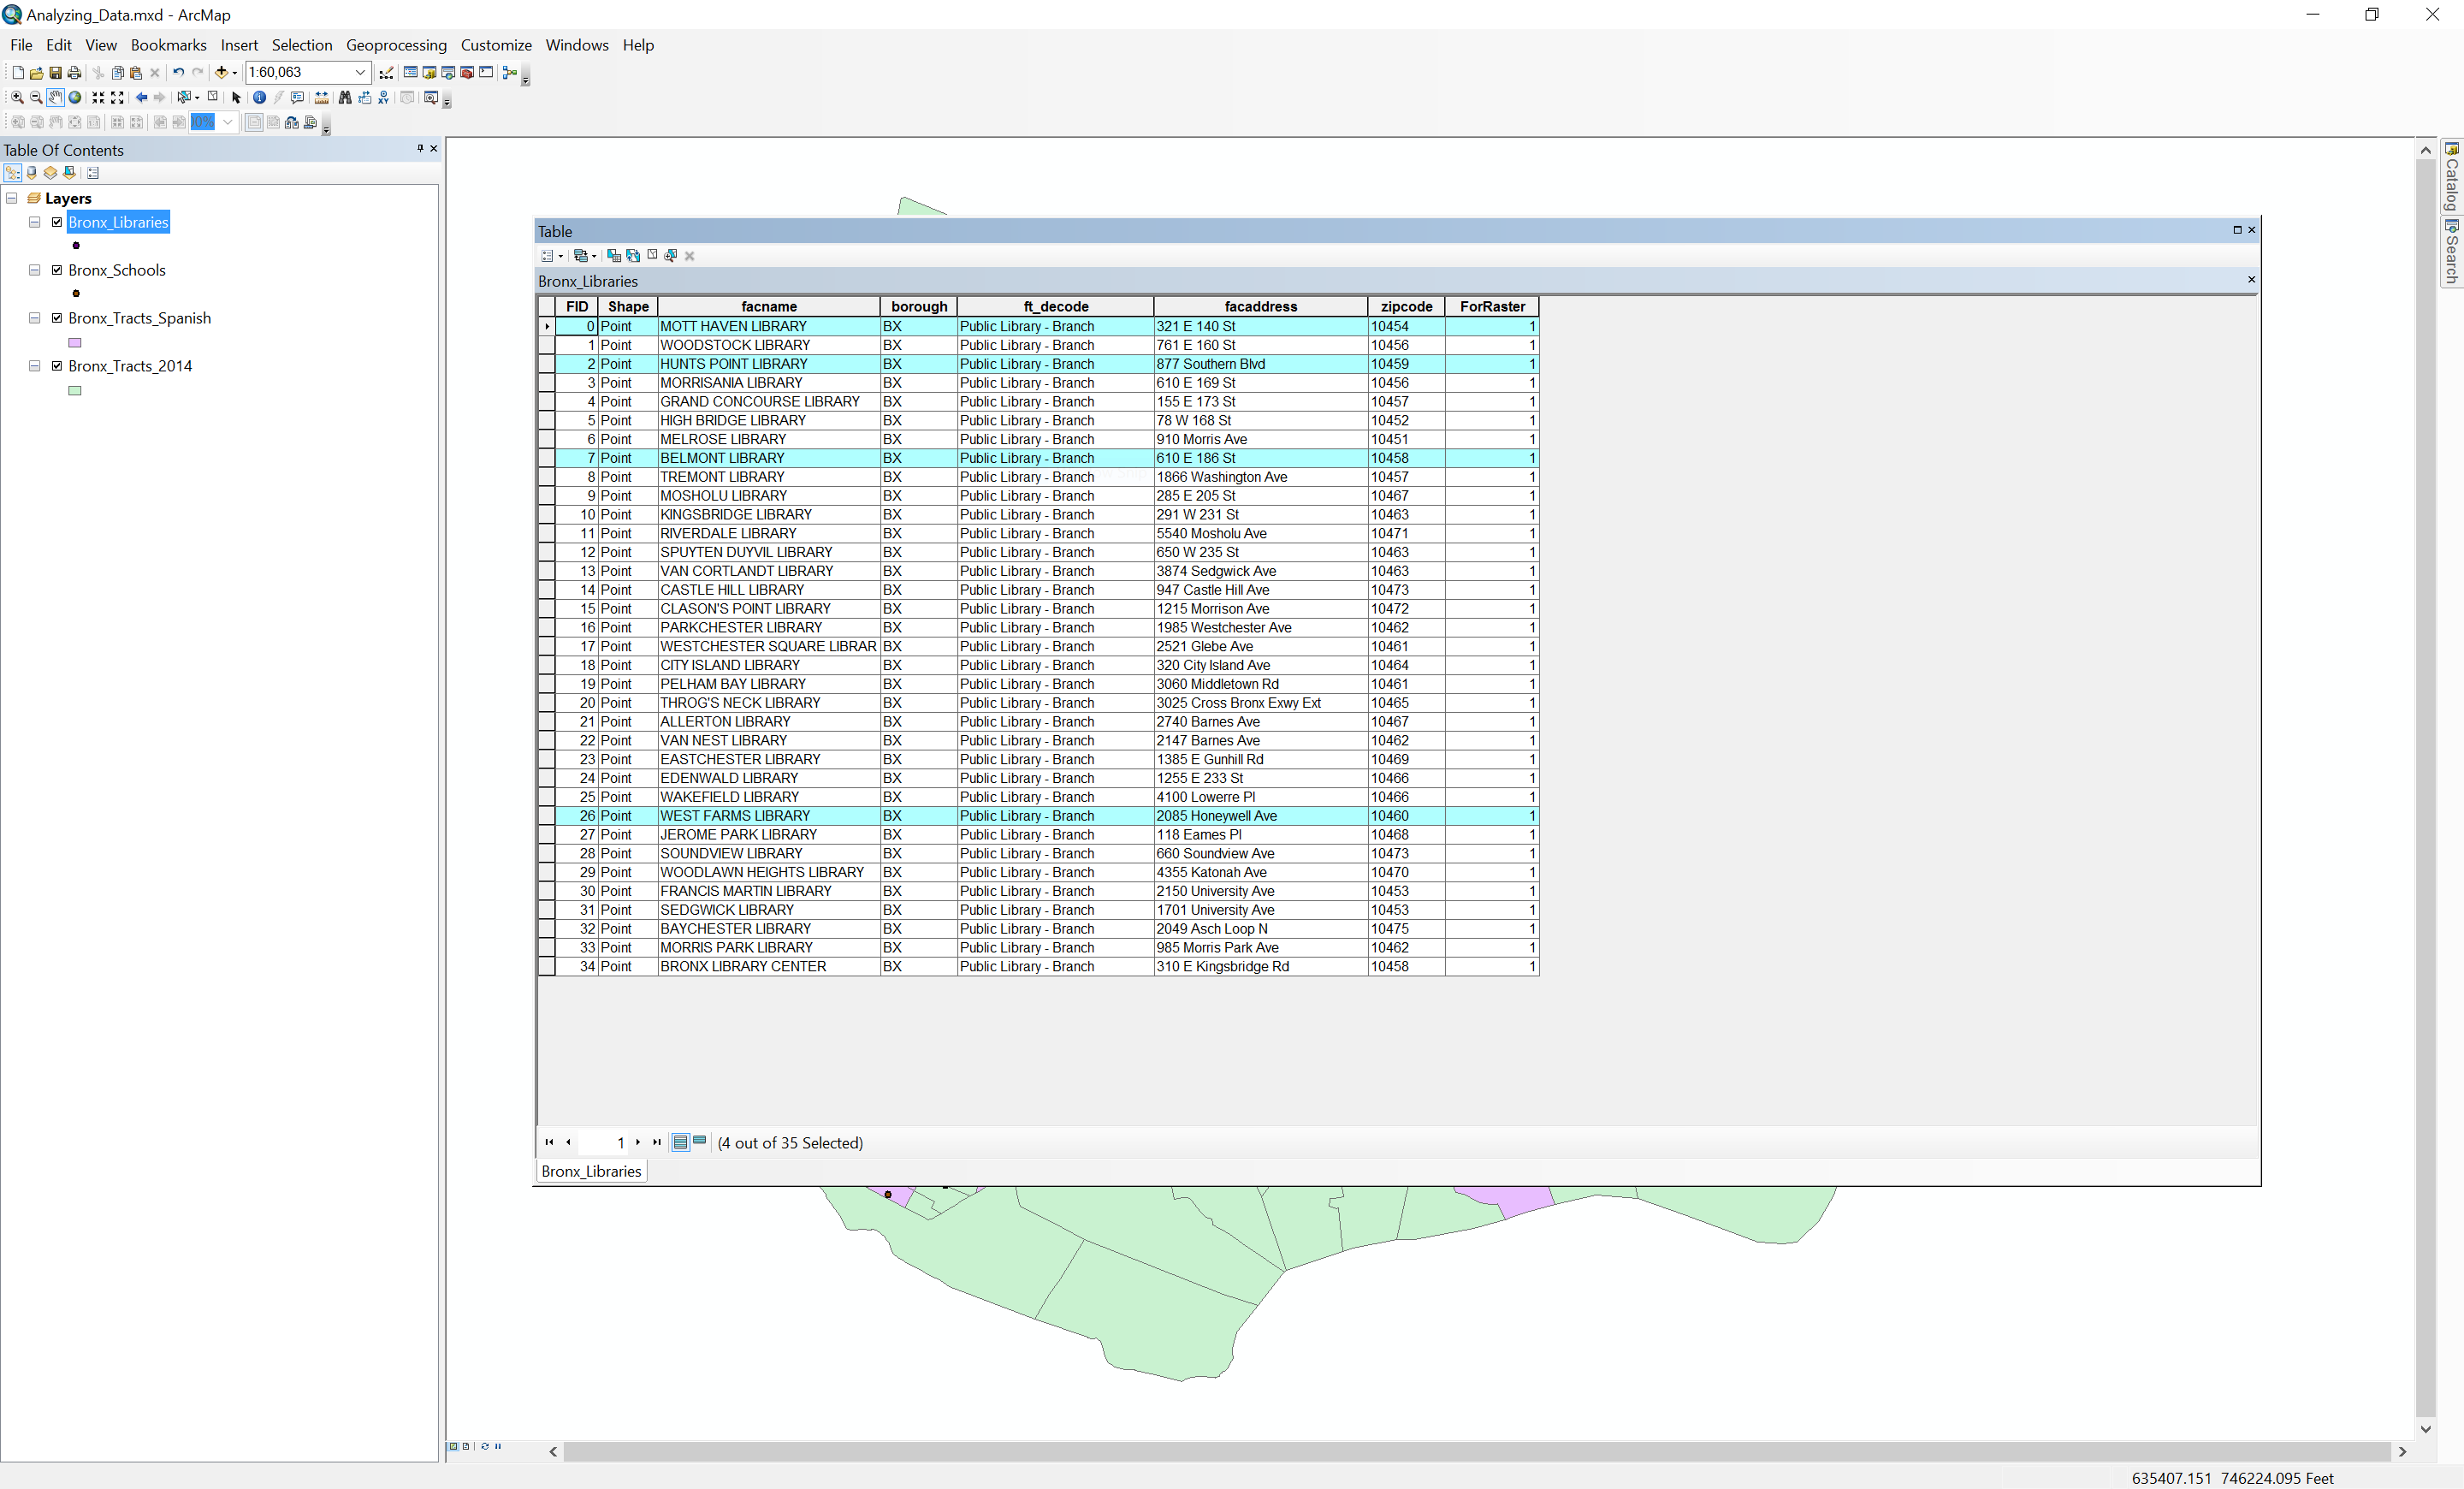 Analyzing_Data.mxd - ArcMap
File Edit View Bookmarks Insert Selection Geoprocessing Customize Windows Help
1:60,063
Table Of Contents
Layers
Bronx_Libraries
Bronx_Schools
Bronx_Tracts_Spanish
Bronx_Tracts_2014
Catalog
Search
Table
Bronx_Libraries
FID Shape facname borough ft_decode facaddress zipcode ForRaster
0 Point MOTT HAVEN LIBRARY BX Public Library - Branch 321 E 140 St 10454 1
1 Point WOODSTOCK LIBRARY BX Public Library - Branch 761 E 160 St 10456 1
2 Point HUNTS POINT LIBRARY BX Public Library - Branch 877 Southern Blvd 10459 1
3 Point MORRISANIA LIBRARY BX Public Library - Branch 610 E 169 St 10456 1
4 Point GRAND CONCOURSE LIBRARY BX Public Library - Branch 155 E 173 St 10457 1
5 Point HIGH BRIDGE LIBRARY BX Public Library - Branch 78 W 168 St 10452 1
6 Point MELROSE LIBRARY BX Public Library - Branch 910 Morris Ave 10451 1
7 Point BELMONT LIBRARY BX Public Library - Branch 610 E 186 St 10458 1
8 Point TREMONT LIBRARY BX Public Library - Branch 1866 Washington Ave 10457 1
9 Point MOSHOLU LIBRARY BX Public Library - Branch 285 E 205 St 10467 1
10 Point KINGSBRIDGE LIBRARY BX Public Library - Branch 291 W 231 St 10463 1
11 Point RIVERDALE LIBRARY BX Public Library - Branch 5540 Mosholu Ave 10471 1
12 Point SPUYTEN DUYVIL LIBRARY BX Public Library - Branch 650 W 235 St 10463 1
13 Point VAN CORTLANDT LIBRARY BX Public Library - Branch 3874 Sedgwick Ave 10463 1
14 Point CASTLE HILL LIBRARY BX Public Library - Branch 947 Castle Hill Ave 10473 1
15 Point CLASON'S POINT LIBRARY BX Public Library - Branch 1215 Morrison Ave 10472 1
16 Point PARKCHESTER LIBRARY BX Public Library - Branch 1985 Westchester Ave 10462 1
17 Point WESTCHESTER SQUARE LIBRAR BX Public Library - Branch 2521 Glebe Ave 10461 1
18 Point CITY ISLAND LIBRARY BX Public Library - Branch 320 City Island Ave 10464 1
19 Point PELHAM BAY LIBRARY BX Public Library - Branch 3060 Middletown Rd 10461 1
20 Point THROG'S NECK LIBRARY BX Public Library - Branch 3025 Cross Bronx Exwy Ext 10465 1
21 Point ALLERTON LIBRARY BX Public Library - Branch 2740 Barnes Ave 10467 1
22 Point VAN NEST LIBRARY BX Public Library - Branch 2147 Barnes Ave 10462 1
23 Point EASTCHESTER LIBRARY BX Public Library - Branch 1385 E Gunhill Rd 10469 1
24 Point EDENWALD LIBRARY BX Public Library - Branch 1255 E 233 St 10466 1
25 Point WAKEFIELD LIBRARY BX Public Library - Branch 4100 Lowerre Pl 10466 1
26 Point WEST FARMS LIBRARY BX Public Library - Branch 2085 Honeywell Ave 10460 1
27 Point JEROME PARK LIBRARY BX Public Library - Branch 118 Eames Pl 10468 1
28 Point SOUNDVIEW LIBRARY BX Public Library - Branch 660 Soundview Ave 10473 1
29 Point WOODLAWN HEIGHTS LIBRARY BX Public Library - Branch 4355 Katonah Ave 10470 1
30 Point FRANCIS MARTIN LIBRARY BX Public Library - Branch 2150 University Ave 10453 1
31 Point SEDGWICK LIBRARY BX Public Library - Branch 1701 University Ave 10453 1
32 Point BAYCHESTER LIBRARY BX Public Library - Branch 2049 Asch Loop N 10475 1
33 Point MORRIS PARK LIBRARY BX Public Library - Branch 985 Morris Park Ave 10462 1
34 Point BRONX LIBRARY CENTER BX Public Library - Branch 310 E Kingsbridge Rd 10458 1
1 (4 out of 35 Selected)
Bronx_Libraries
635407.151 746224.095 Feet